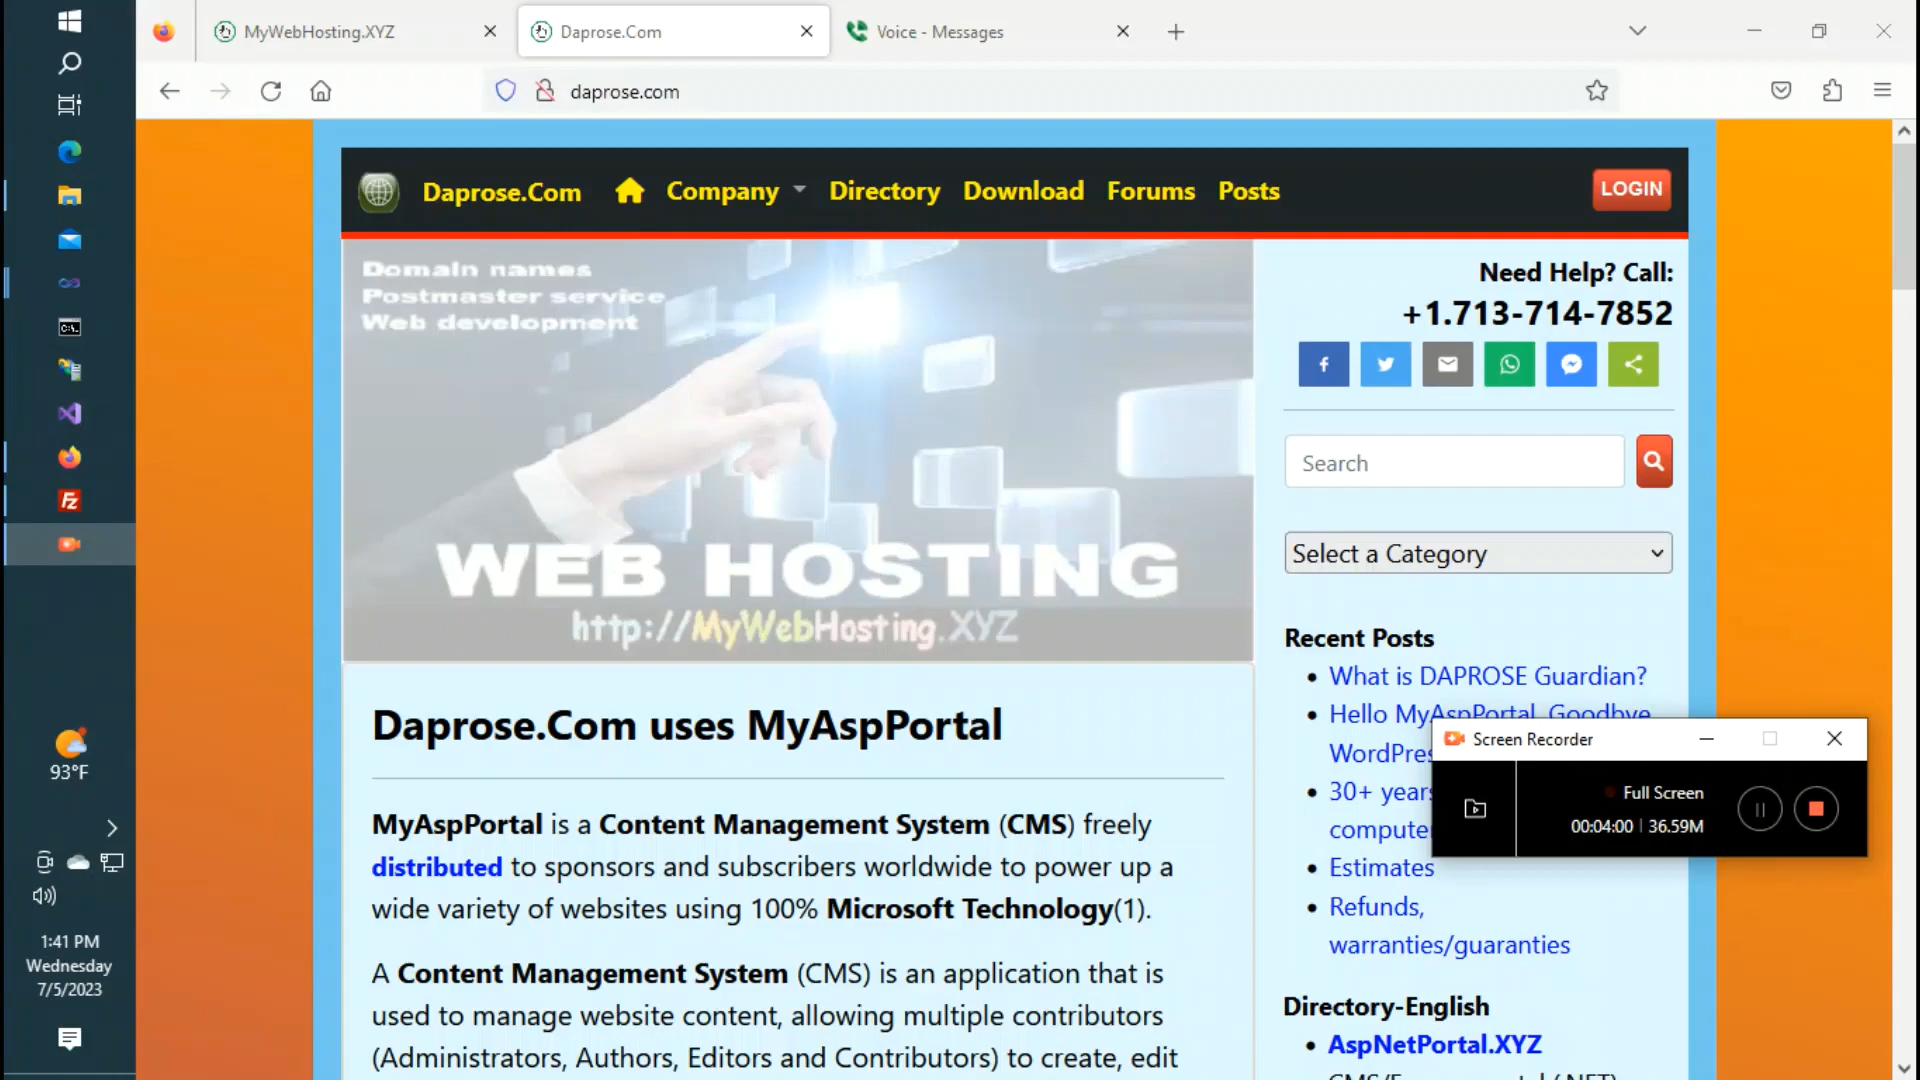 MyWebHosting.XYZ
Daprose.Com
Voice - Messages
daprose.com
Daprose.Com
Company
Directory
Download
Forums
Posts
LOGIN
Domain names
Postmaster service
Web development
WEB HOSTING
http://MyWebHosting.XYZ
Need Help? Call:
+1.713-714-7852
Search
Select a Category
Recent Posts
What is DAPROSE Guardian?
Hello MyAspPortal, Goodbye
WordPres
30+ years
computer
Estimates
Refunds,
warranties/guaranties
Directory-English
AspNetPortal.XYZ
Daprose.Com uses MyAspPortal
MyAspPortal is a Content Management System (CMS) freely
distributed to sponsors and subscribers worldwide to power up a
wide variety of websites using 100% Microsoft Technology(1).
A Content Management System (CMS) is an application that is
used to manage website content, allowing multiple contributors
(Administrators, Authors, Editors and Contributors) to create, edit
Screen Recorder
Full Screen
00:04:00 | 36.59M
93°F
1:41 PM
Wednesday
7/5/2023